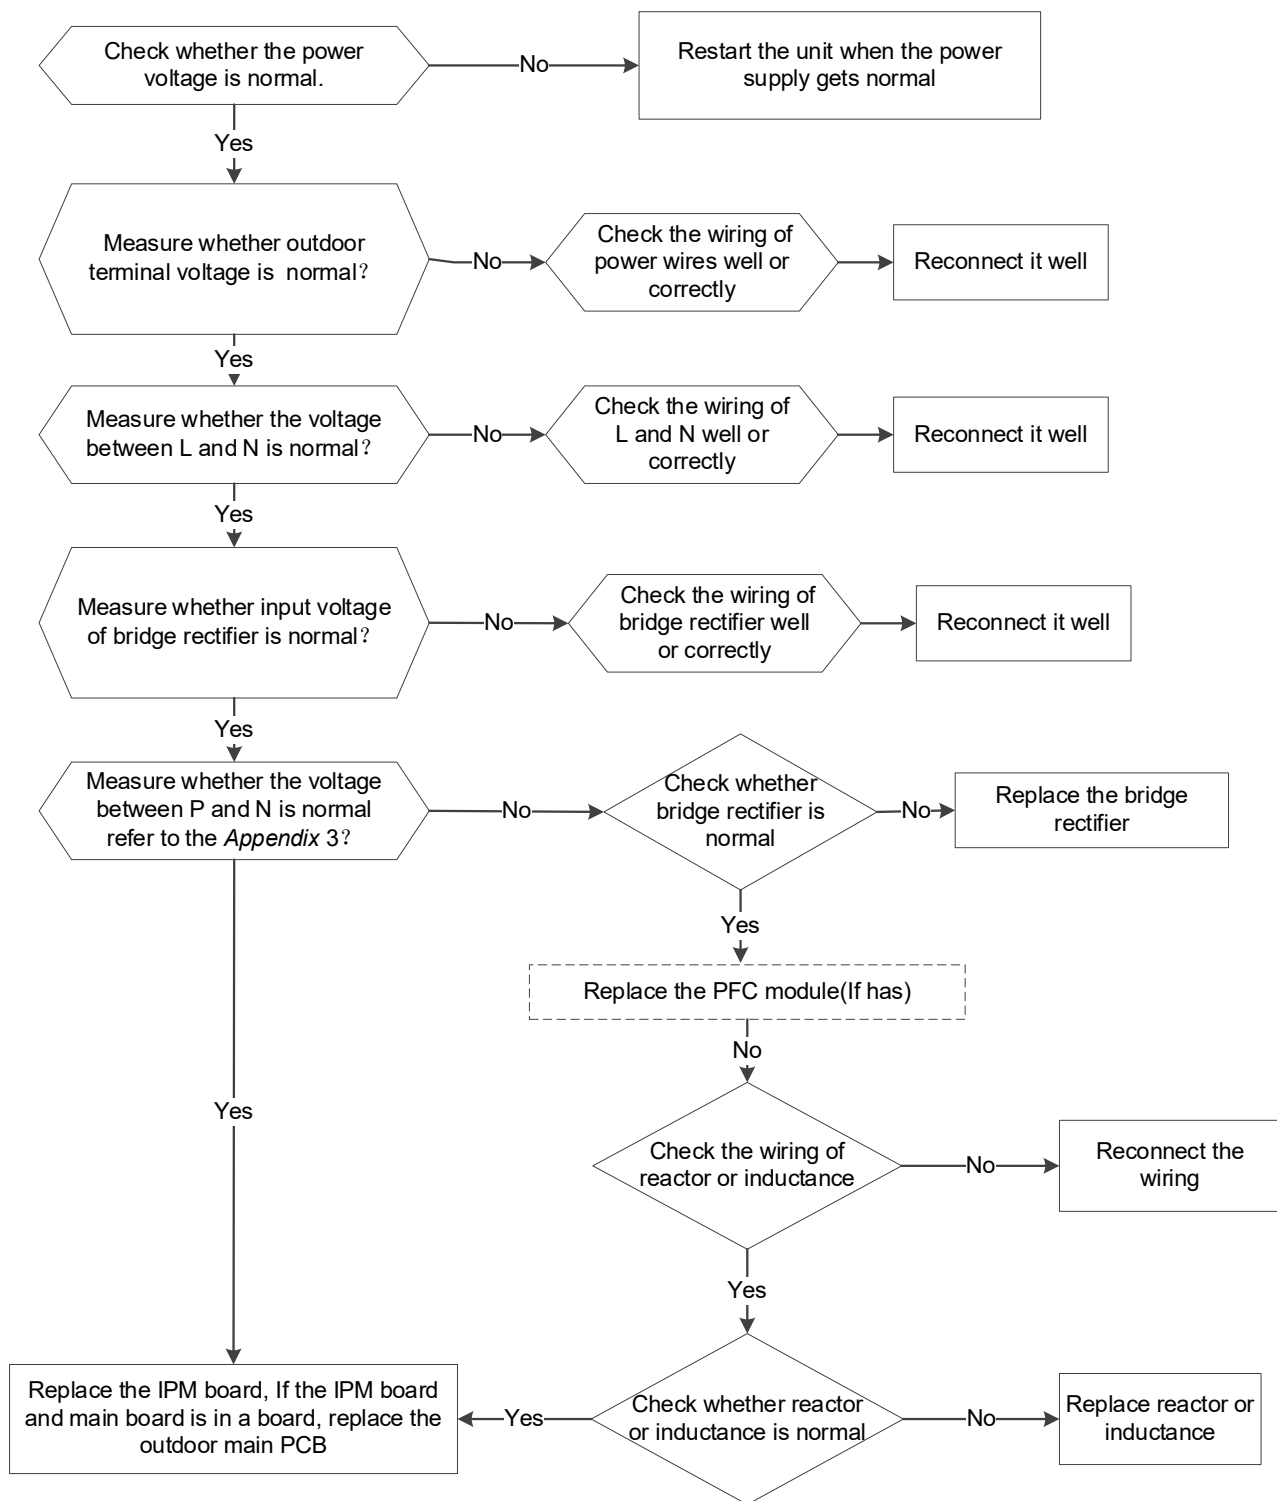 Check whether the power
voltage is normal.
No
Restart the unit when the power
supply gets normal
Yes
Measure whether outdoor
terminal voltage is  normal？
No
Check the wiring of
power wires well or
correctly
Reconnect it well
Yes
Measure whether the voltage
between L and N is normal？
No
Check the wiring of
L and N well or
correctly
Reconnect it well
Yes
Measure whether input voltage
of bridge rectifier is normal？
No
Check the wiring of
bridge rectifier well
or correctly
Reconnect it well
Yes
Measure whether the voltage
between P and N is normal
refer to the Appendix 3？
No
Check whether
bridge rectifier is
normal
No
Replace the bridge
rectifier
Yes
Replace the PFC module(If has)
No
Yes
Check the wiring of
reactor or inductance
No
Reconnect the
wiring
Yes
Replace the IPM board, If the IPM board
and main board is in a board, replace the
outdoor main PCB
Yes
Check whether reactor
or inductance is normal
No
Replace reactor or
inductance